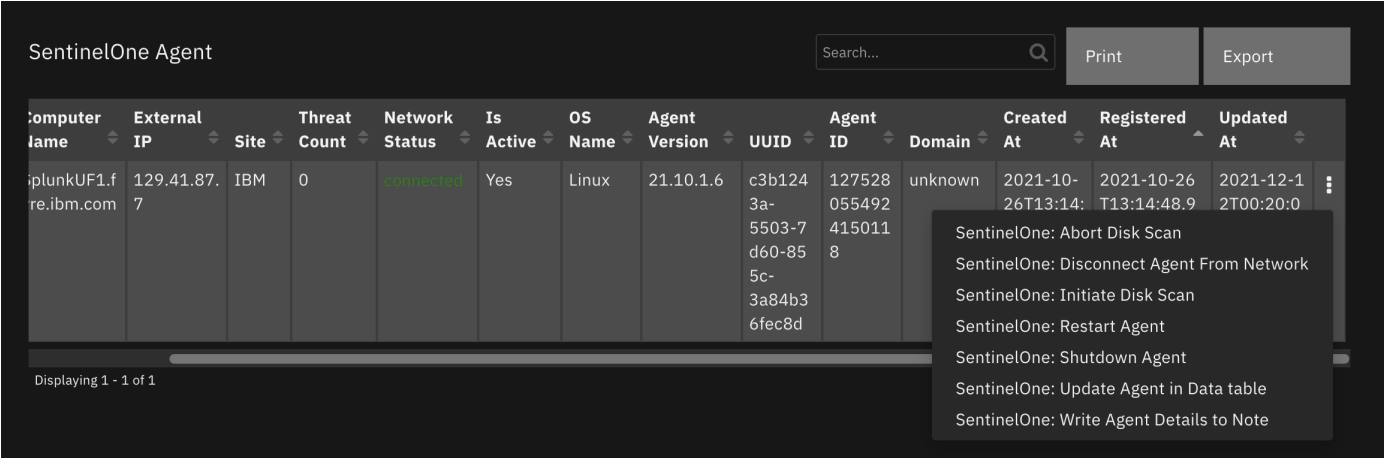 SentinelOne Agent
Search...
Print
Export
Computer Name
External IP
Site
Threat Count
Network Status
Is Active
OS Name
Agent Version
UUID
Agent ID
Domain
Created At
Registered At
Updated At
SplunkUF1.f
re.ibm.com
129.41.87.
7
IBM
0
connected
Yes
Linux
21.10.1.6
c3b124
3a-
5503-7
d60-85
5c-
3a84b3
6fec8d
127528
055492
415011
8
unknown
2021-10-
26T13:14:
2021-10-26
T13:14:48.9
2021-12-1
2T00:20:0
SentinelOne: Abort Disk Scan
SentinelOne: Disconnect Agent From Network
SentinelOne: Initiate Disk Scan
SentinelOne: Restart Agent
SentinelOne: Shutdown Agent
SentinelOne: Update Agent in Data table
SentinelOne: Write Agent Details to Note
Displaying 1 - 1 of 1